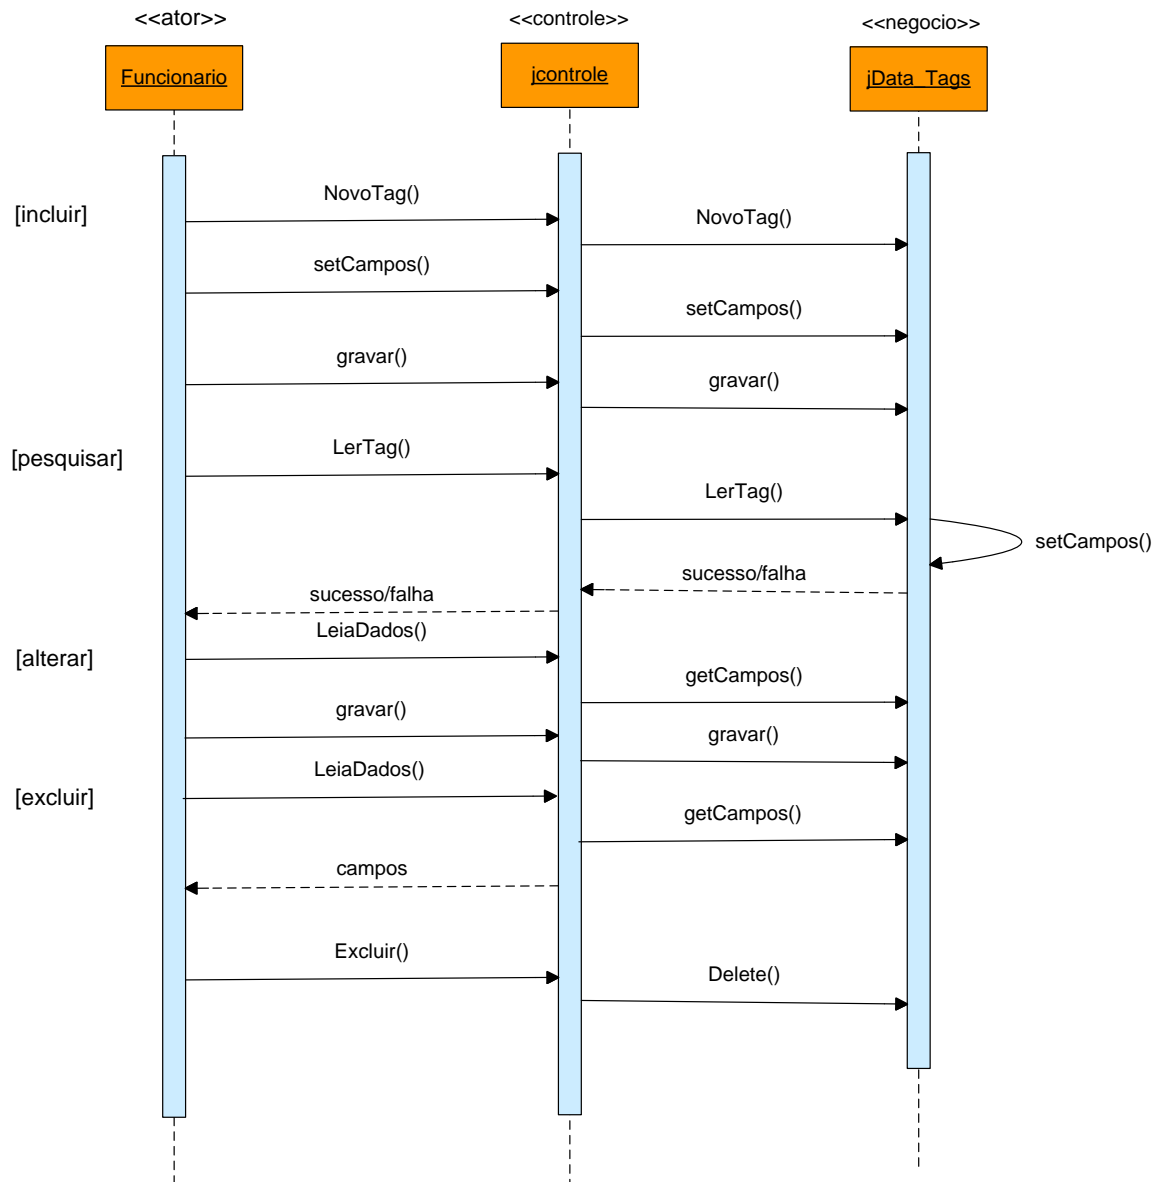 <<ator>>
<<controle>>
<<negocio>>
Funcionario
jcontrole
jData_Tags
[incluir]
NovoTag()
NovoTag()
setCampos()
setCampos()
gravar()
gravar()
[pesquisar]
LerTag()
LerTag()
setCampos()
sucesso/falha
sucesso/falha
[alterar]
LeiaDados()
getCampos()
gravar()
gravar()
[excluir]
LeiaDados()
getCampos()
campos
Excluir()
Delete()